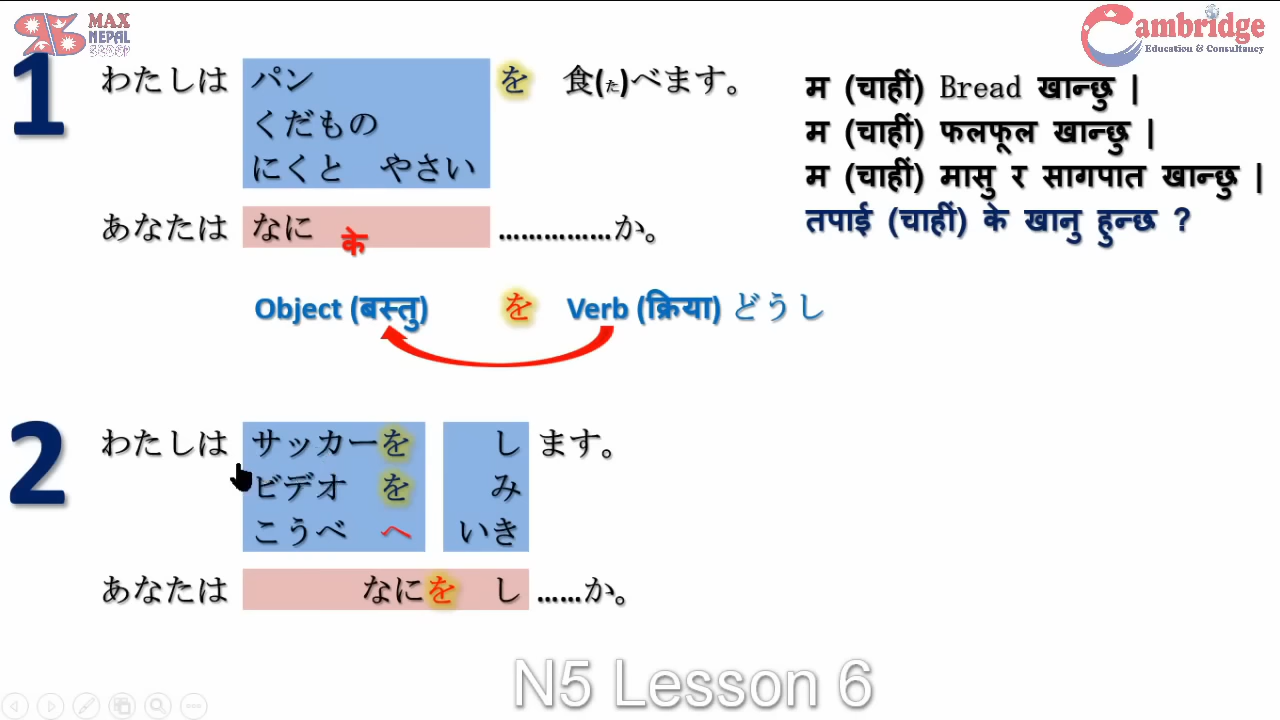 MAX
NEPAL
GROUP
Cambridge
Education & Consultancy
1
わたしは パン を 食(た)べます。
くだもの
にくと やさい
あなたは なに के ……………か。
म (चाहीं) Bread खान्छु |
म (चाहीं) फलफूल खान्छु |
म (चाहीं) मासु र सागपात खान्छु |
तपाई (चाहीं) के खानु हुन्छ ?
Object (बस्तु) を Verb (क्रिया) どうし
2
わたしは サッカーを し ます。
ビデオ を み
こうべ へ いき
あなたは なにを し ……か。
N5 Lesson 6